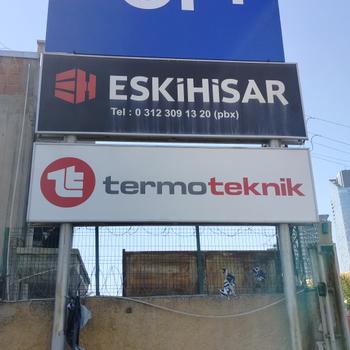 ESKiHiSAR
Tel : 0 312 309 13 20 (pbx)
termoteknik